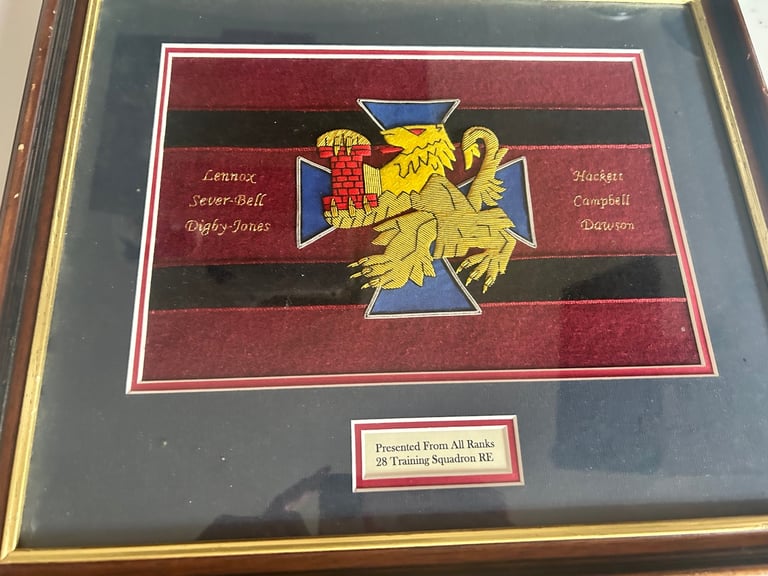 Lennox
Sever-Bell
Digby-Jones
Hackett
Campbell
Dawson
Presented From All Ranks
28 Training Squadron RE